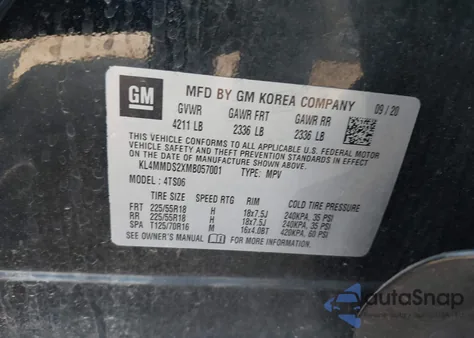 GM
MFD BY GM KOREA COMPANY 09/20
GVWR GAWR FRT GAWR RR
4211 LB 2336 LB 2336 LB
THIS VEHICLE CONFORMS TO ALL APPLICABLE U.S. FEDERAL MOTOR
VEHICLE SAFETY, BUMPER, AND THEFT PREVENTION STANDARDS IN
EFFECT ON THE DATE OF MANUFACTURE SHOWN ABOVE.
KL4MMDS2XMB057001 TYPE: MPV
MODEL: 4TS06
TIRE SIZE SPEED RTG RIM COLD TIRE PRESSURE
FRT 225/55R18 H 18x7.5J 240KPA, 35 PSI
RR 225/55R18 H 18x7.5J 240KPA, 35 PSI
SPA T125/70R16 M 16x4.0BT 420KPA, 60 PSI
SEE OWNER'S MANUAL FOR MORE INFORMATION.
autaSnap